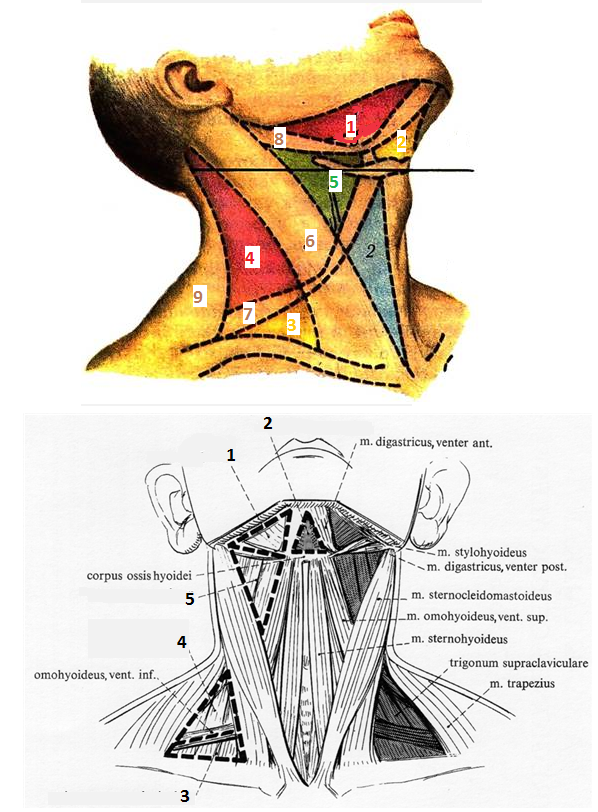 1
8
2
5
6
2
4
9
7
3
2
m. digastricus, venter ant.
1
m. stylohyoideus
m. digastricus, venter post.
corpus ossis hyoidei
5
m. sternocleidomastoideus
m. omohyoideus, vent. sup.
m. sternohyoideus
4
trigonum supraclaviculare
omohyoideus, vent. inf.
m. trapezius
3